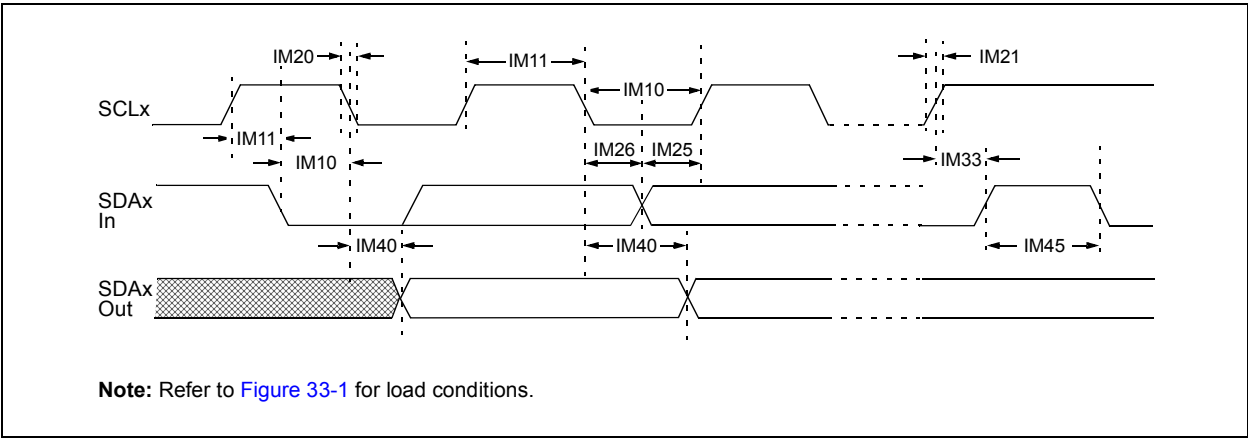 IM20
IM11
IM21
IM10
SCLx
IM11
IM10
IM26
IM25
IM33
SDAx
In
IM40
IM40
IM45
SDAx
Out
Note: Refer to Figure 33-1 for load conditions.